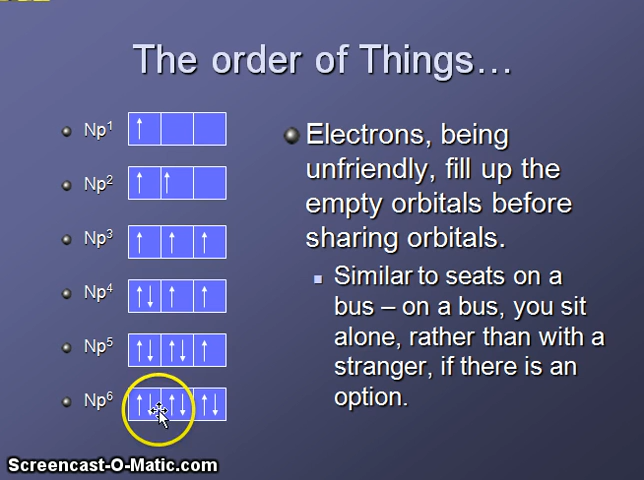 The order of Things…
Np1
Np2
Np3
Np4
Np5
Np6
Electrons, being
unfriendly, fill up the
empty orbitals before
sharing orbitals.
Similar to seats on a
bus – on a bus, you sit
alone, rather than with a
stranger, if there is an
option.
Screencast-O-Matic.com